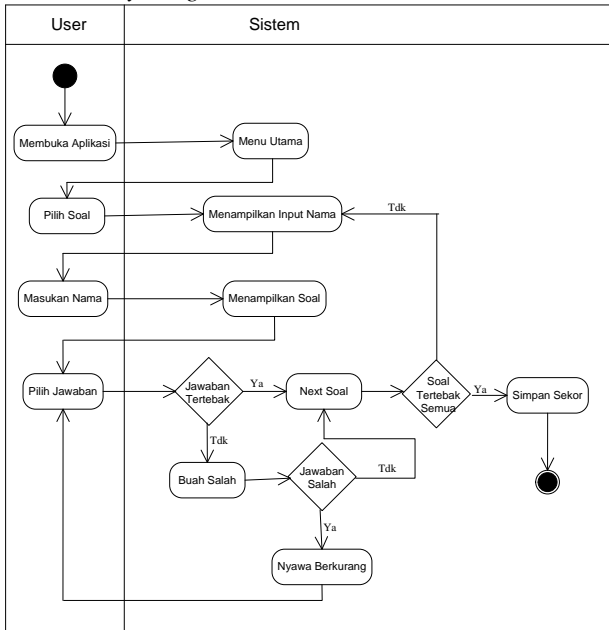 User
Sistem
Membuka Aplikasi
Menu Utama
Pilih Soal
Menampilkan Input Nama
Tdk
Masukan Nama
Menampilkan Soal
Pilih Jawaban
Jawaban
Tertebak
Ya
Next Soal
Soal
Tertebak
Semua
Ya
Simpan Sekor
Tdk
Buah Salah
Jawaban
Salah
Tdk
Ya
Nyawa Berkurang